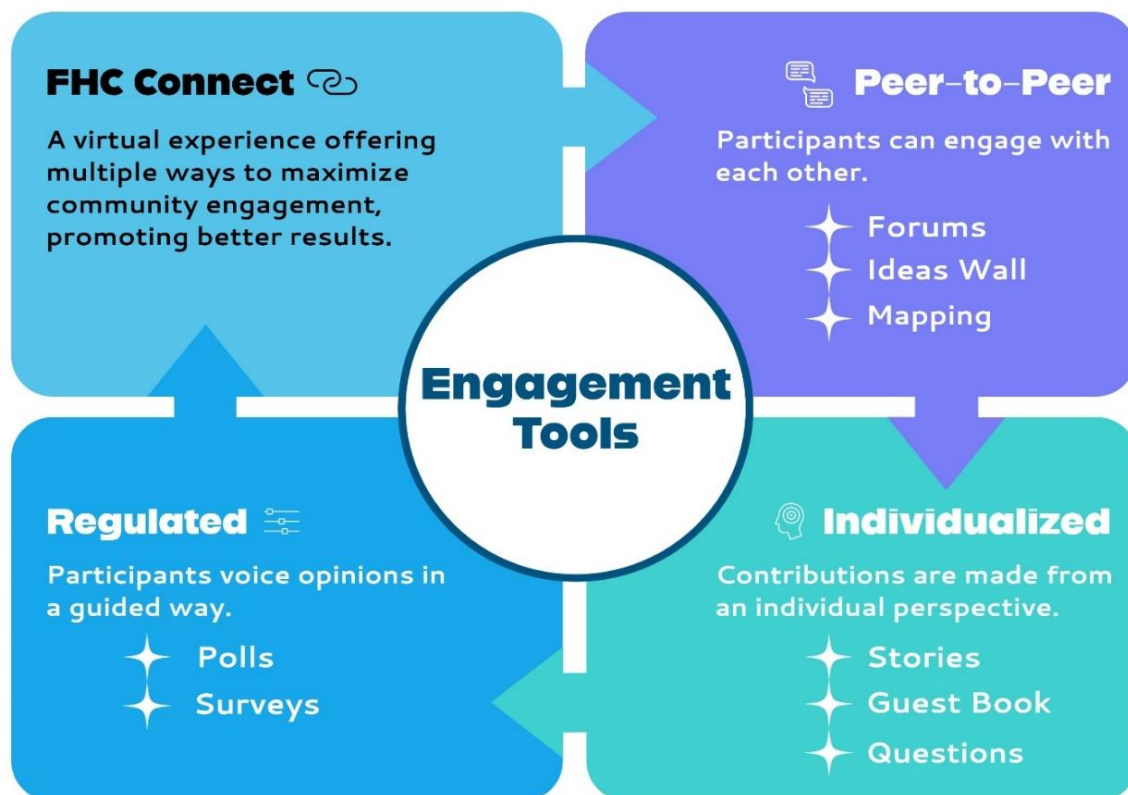 FHC Connect
A virtual experience offering
multiple ways to maximize
community engagement,
promoting better results.
Peer-to-Peer
Participants can engage with
each other.
Forums
Ideas Wall
Mapping
Engagement
Tools
Regulated
Participants voice opinions in
a guided way.
Polls
Surveys
Individualized
Contributions are made from
an individual perspective.
Stories
Guest Book
Questions